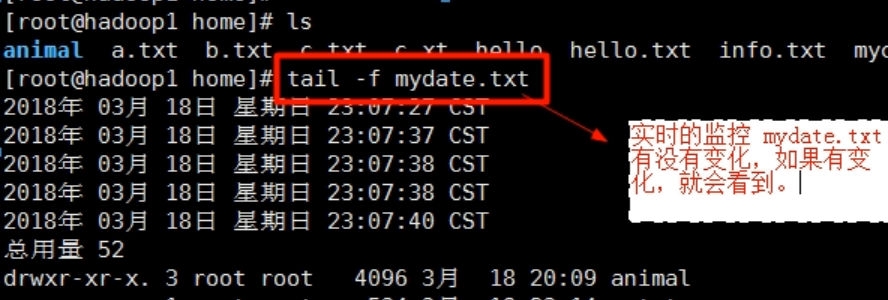 [root@hadoop1 home]# ls
animal a.txt b.txt c.txt c.xt hello hello.txt info.txt myd
[root@hadoop1 home]# tail -f mydate.txt
2018年 03月 18日 星期日 23:07:27 CST
2018年 03月 18日 星期日 23:07:37 CST
2018年 03月 18日 星期日 23:07:38 CST
2018年 03月 18日 星期日 23:07:38 CST
2018年 03月 18日 星期日 23:07:40 CST
总用量 52
drwxr-xr-x. 3 root root 4096 3月 18 20:09 animal
实时的监控 mydate.txt
有没有变化，如果有变
化，就会看到。